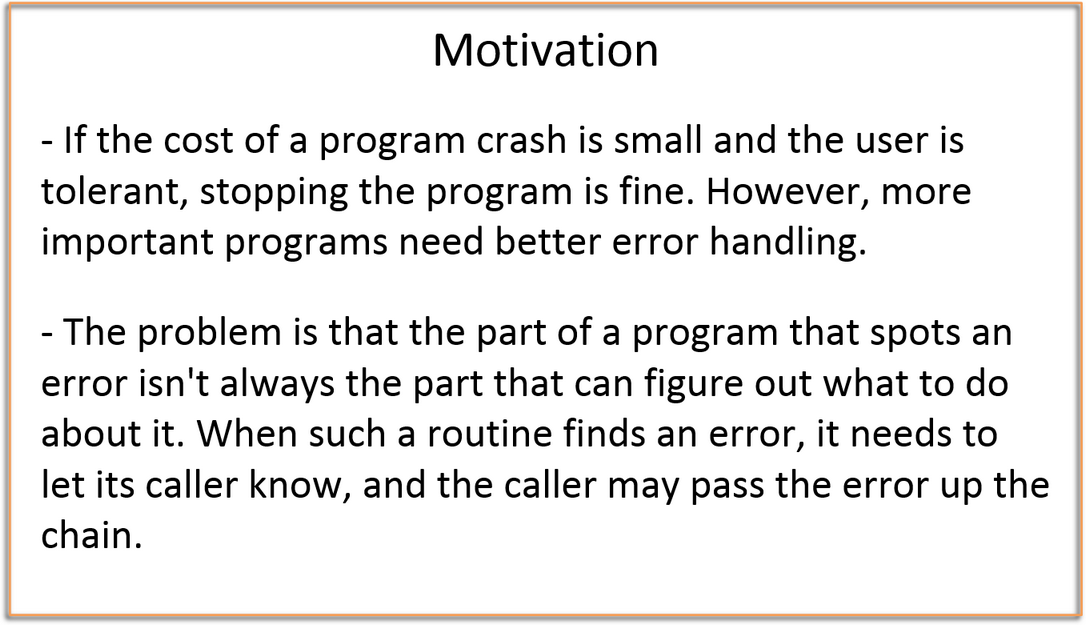 Motivation
- If the cost of a program crash is small and the user is
tolerant, stopping the program is fine. However, more
important programs need better error handling.
- The problem is that the part of a program that spots an
error isn't always the part that can figure out what to do
about it. When such a routine finds an error, it needs to
let its caller know, and the caller may pass the error up the
chain.